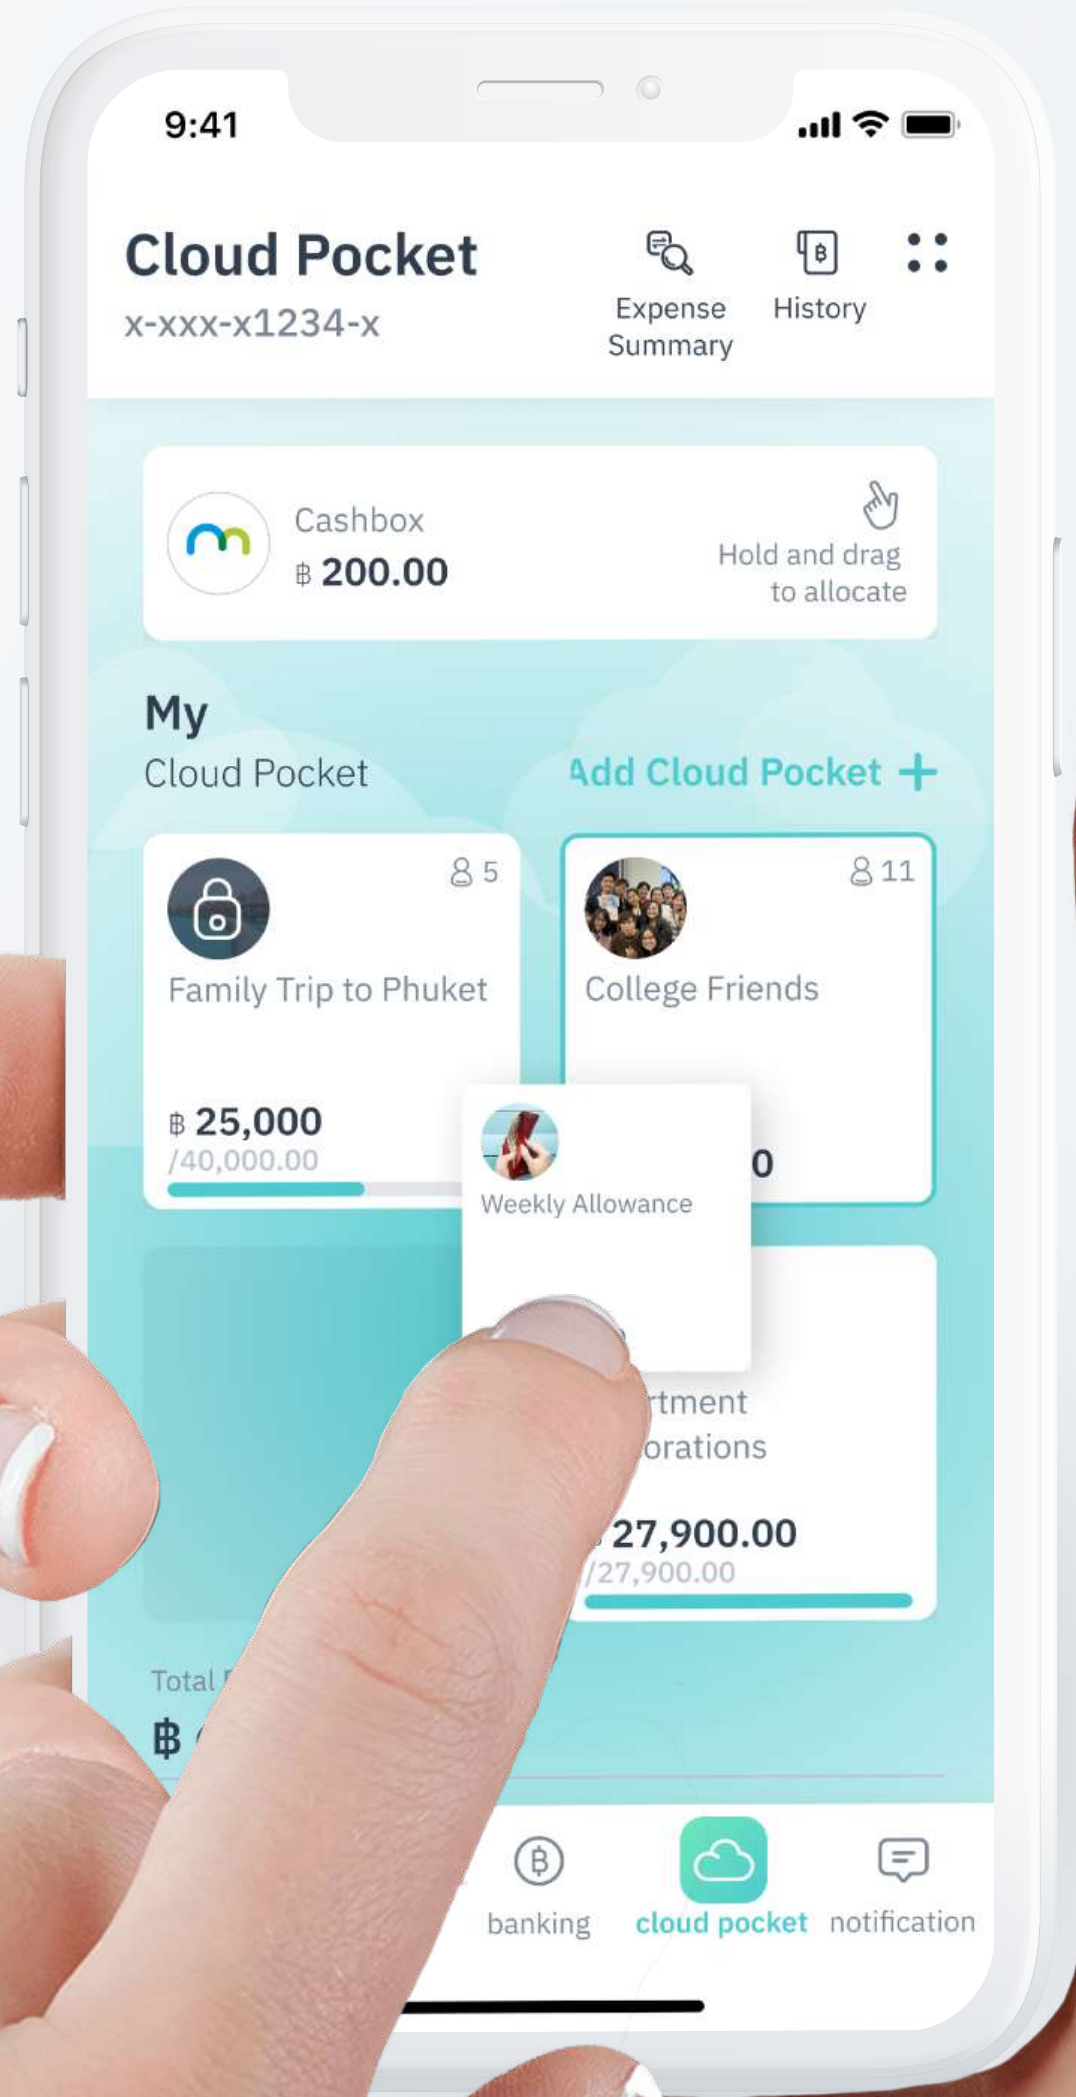 9:41
Cloud Pocket
x-xxx-x1234-x
Expense
Summary
History
Cashbox
฿ 200.00
Hold and drag
to allocate
My
Cloud Pocket
Add Cloud Pocket +
5
Family Trip to Phuket
฿ 25,000
/40,000.00
11
College Friends
0
Weekly Allowance
rtment
orations
27,900.00
/27,900.00
Total
฿
banking
cloud pocket
notification